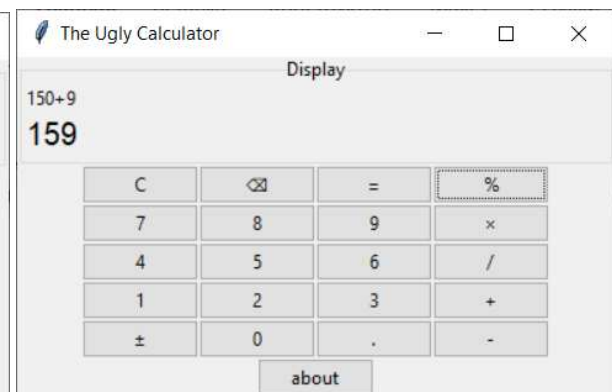 The Ugly Calculator
Display
150+9
159
C ⌫ = %
7 8 9 ×
4 5 6 /
1 2 3 +
± 0 . -
about